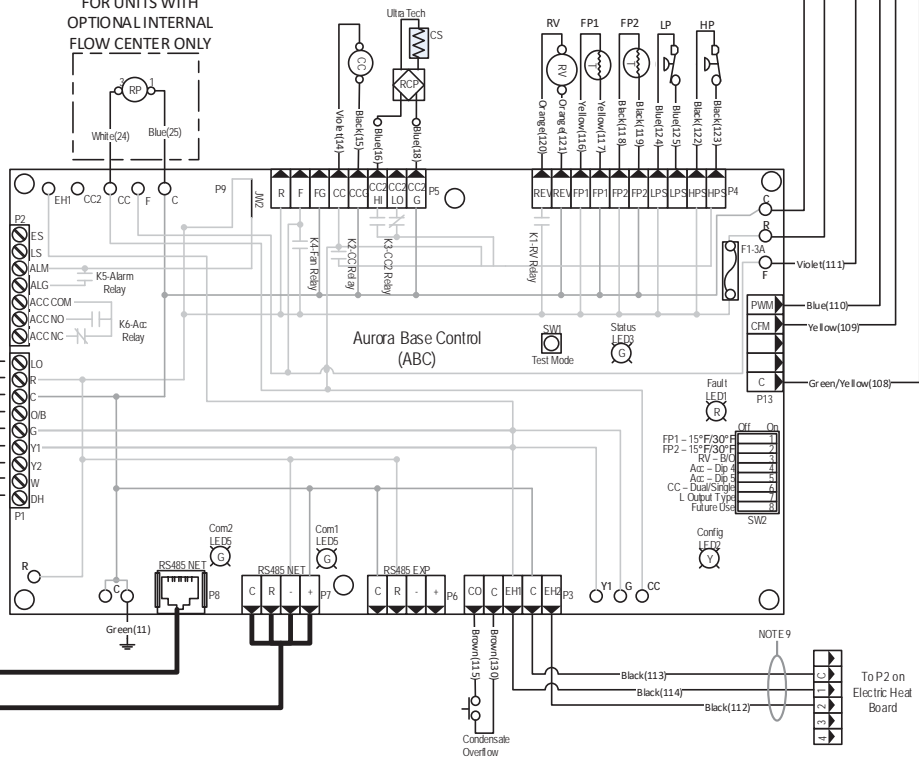 FOR UNITS WITH
OPTIONAL INTERNAL
FLOW CENTER ONLY
3 RP 1
White(24)
Blue(25)
Ultra Tech
CS
CC
RCP
Violet(14)
Black(15)
Blue(16)
Blue(18)
RV FP1 FP2 LP HP
RV
T
T
Orange(120)
Orange(121)
Yellow(116)
Yellow(117)
Black(118)
Black(119)
Blue(124)
Blue(125)
Black(122)
Black(123)
EH1 CC2 CC F C
P9
JW2
R F FG CC CCG CC2 HI CC2 LO CC2 G P5
REV REV FP1 FP1 FP2 FP2 LPS LPS HPS HPS P4
P2
ES
LS
ALM
ALG
ACC COM
ACC NO
ACC NC
K5-Alarm
Relay
K6-Acc
Relay
K4-Fan Relay
K2-CC Relay
K3-CC2 Relay
K1-RV Relay
C
R
F1-3A
F
Violet(111)
PWM
Blue(110)
CFM
Yellow(109)
C
Green/Yellow(108)
P13
Aurora Base Control
(ABC)
SW1
Test Mode
Status
LED3
G
Fault
LED1
R
LO
R
C
O/B
G
Y1
Y2
W
DH
P1
Off On
FP1 – 15°F/30°F 1
FP2 – 15°F/30°F 2
RV – B/O 3
Acc – Dip 4 4
Acc – Dip 5 5
CC – Dual/Single 6
L Output Type 7
Future Use 8
SW2
Config
LED2
Y
Com2
LED5
G
Com1
LED5
G
R
C
Green(11)
RS485 NET
P8
RS485 NET
C R - + P7
RS485 EXP
C R - + P6
CO C EH1 C EH2 P3
Y1 G CC
Brown(115)
Brown(130)
Condensate
Overflow
NOTE 9
Black(113)
Black(114)
Black(112)
C
1
2
3
4
To P2 on
Electric Heat
Board